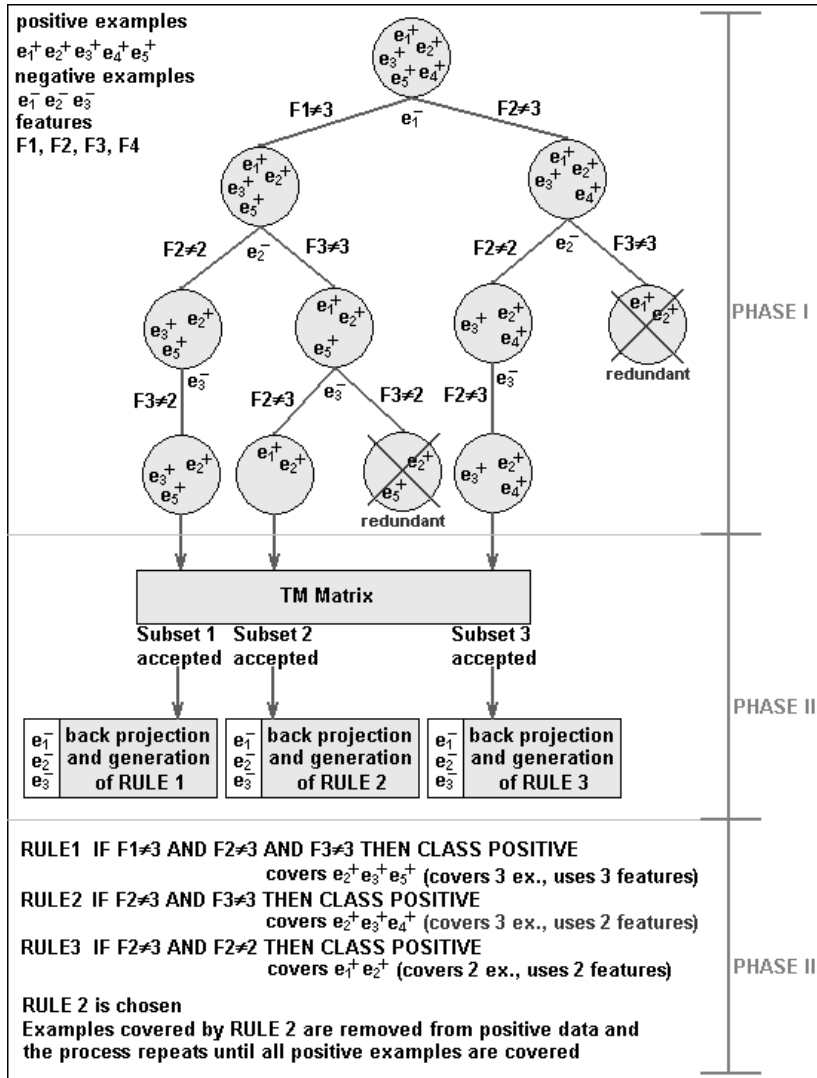 positive examples
e₁⁺ e₂⁺ e₃⁺ e₄⁺ e₅⁺
negative examples
e₁⁻ e₂⁻ e₃⁻
features
F1, F2, F3, F4
e₁⁺
e₃⁺ e₂⁺
e₅⁺ e₄⁺
F1≠3
e₁⁻
F2≠3
e₁⁺
e₃⁺ e₂⁺
e₅⁺
e₁⁺
e₃⁺ e₂⁺
e₄⁺
F2≠2
e₂⁻
F3≠3
F2≠2
e₂⁻
F3≠3
e₃⁺ e₂⁺
e₅⁺
e₁⁺
e₂⁺
e₅⁺
e₃⁺ e₂⁺
e₄⁺
e₁⁺
e₂⁺
redundant
PHASE I
F3≠2
e₃⁻
F2≠3
e₃⁻
F3≠2
F2≠3
e₃⁻
e₃⁺ e₂⁺
e₅⁺
e₁⁺
e₂⁺
e₂⁺
e₅⁺
redundant
e₃⁺ e₂⁺
e₄⁺
TM Matrix
Subset 1
accepted
Subset 2
accepted
Subset 3
accepted
PHASE II
e₁⁻
e₂⁻
e₃⁻
back projection
and generation
of RULE 1
e₁⁻
e₂⁻
e₃⁻
back projection
and generation
of RULE 2
e₁⁻
e₂⁻
e₃⁻
back projection
and generation
of RULE 3
RULE1 IF F1≠3 AND F2≠3 AND F3≠3 THEN CLASS POSITIVE
covers e₂⁺ e₃⁺ e₅⁺ (covers 3 ex., uses 3 features)
RULE2 IF F2≠3 AND F3≠3 THEN CLASS POSITIVE
covers e₂⁺ e₃⁺ e₄⁺ (covers 3 ex., uses 2 features)
RULE3 IF F2≠3 AND F2≠2 THEN CLASS POSITIVE
covers e₁⁺ e₂⁺ (covers 2 ex., uses 2 features)
PHASE II
RULE 2 is chosen
Examples covered by RULE 2 are removed from positive data and
the process repeats until all positive examples are covered